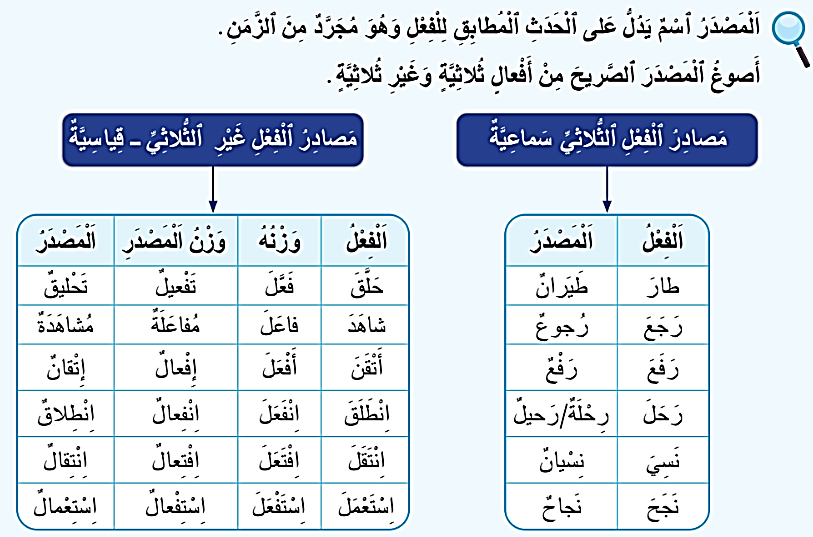 اَلْمَصْدَرُ ٱسْمٌ يَدُلُّ عَلى ٱلْحَدَثِ ٱلْمُطابِقِ لِلْفِعْلِ وَهُوَ مُجَرَّدٌ مِنَ ٱلزَّمَنِ.
أَصوغُ ٱلْمَصْدَرَ ٱلصَّريحَ مِنْ أَفْعالٍ ثُلاثِيَّةٍ وَغَيْرِ ثُلاثِيَّةٍ.
مَصادِرُ ٱلْفِعْلِ ٱلثُّلاثِيِّ سَماعِيَّةٌ
اَلْفِعْلُ اَلْمَصْدَرُ
طارَ طَيَرانٌ
رَجَعَ رُجوعٌ
رَفَعَ رَفْعٌ
رَحَلَ رِحْلَةٌ/رَحيلٌ
نَسِيَ نِسْيانٌ
نَجَحَ نَجاحٌ
مَصادِرُ ٱلْفِعْلِ غَيْرِ ٱلثُّلاثِيِّ - قِياسِيَّةٌ
اَلْفِعْلُ وَزْنُهُ وَزْنُ ٱلْمَصْدَرِ اَلْمَصْدَرُ
حَلَّقَ فَعَّلَ تَفْعيلٌ تَحْليقٌ
شاهَدَ فاعَلَ مُفاعَلَةٌ مُشاهَدَةٌ
أَتْقَنَ أَفْعَلَ إِفْعالٌ إِتْقانٌ
اِنْطَلَقَ اِنْفَعَلَ اِنْفِعالٌ اِنْطِلاقٌ
اِنْتَقَلَ اِفْتَعَلَ اِفْتِعالٌ اِنْتِقالٌ
اِسْتَعْمَلَ اِسْتَفْعَلَ اِسْتِفْعالٌ اِسْتِعْمالٌ